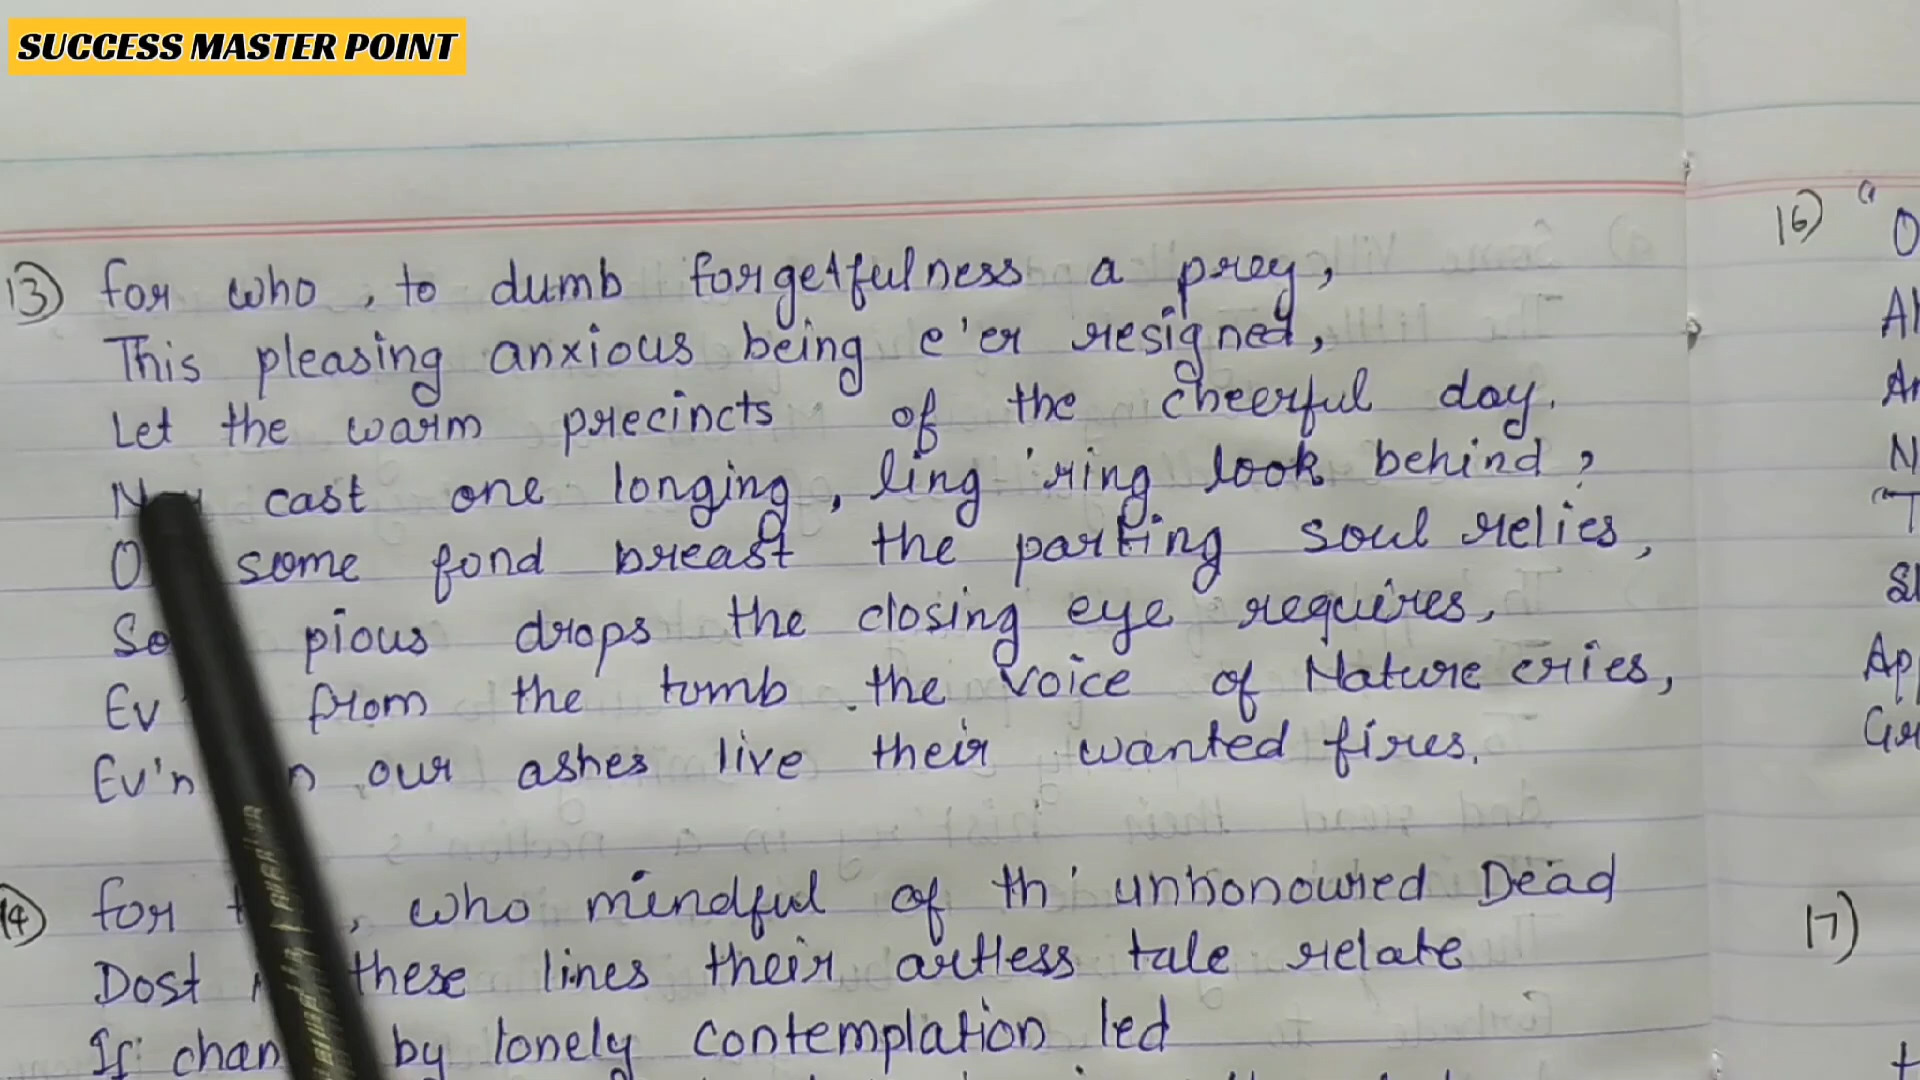 SUCCESS MASTER POINT
13) for who, to dumb forgetfulness a prey,
This pleasing anxious being e'er resigned,
Let the warm precincts of the cheerful day.
cast one longing, ling'ring look behind?
some fond breast the parting soul relies,
pious drops the closing eye requires,
from the tomb the voice of Nature cries,
Ev'n our ashes live their wanted fires.
14) for , who mindful of th' unhonoured Dead
Dost these lines their artless tale relate
If chan by lonely contemplation led
16) "O
Al
N
"T
Ap
17)